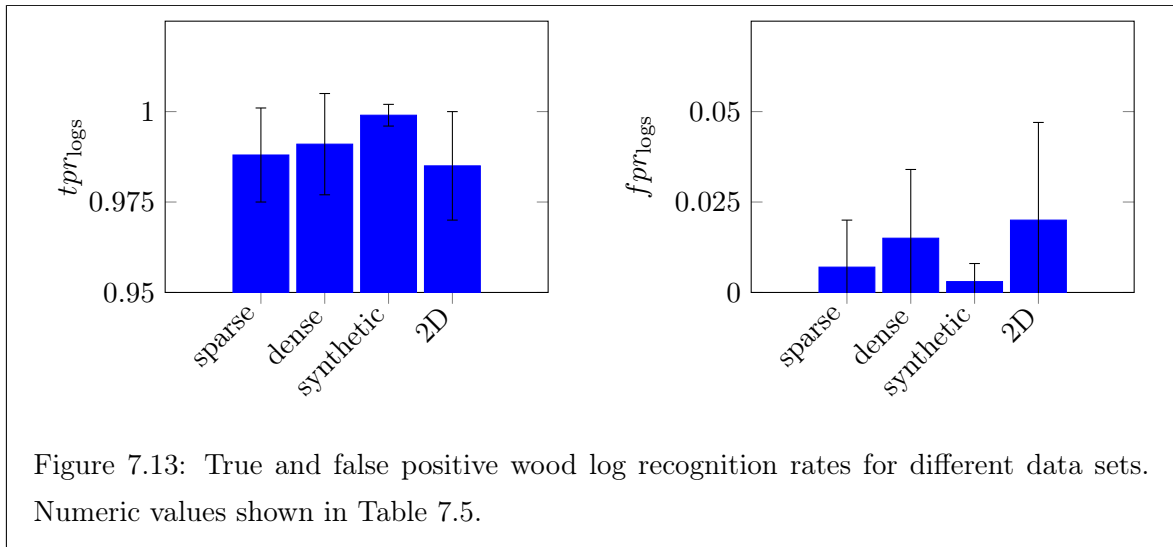 tpr_logs
1
0.975
0.95
sparse
dense
synthetic
2D
fpr_logs
0.05
0.025
0
sparse
dense
synthetic
2D
Figure 7.13: True and false positive wood log recognition rates for different data sets.
Numeric values shown in Table 7.5.